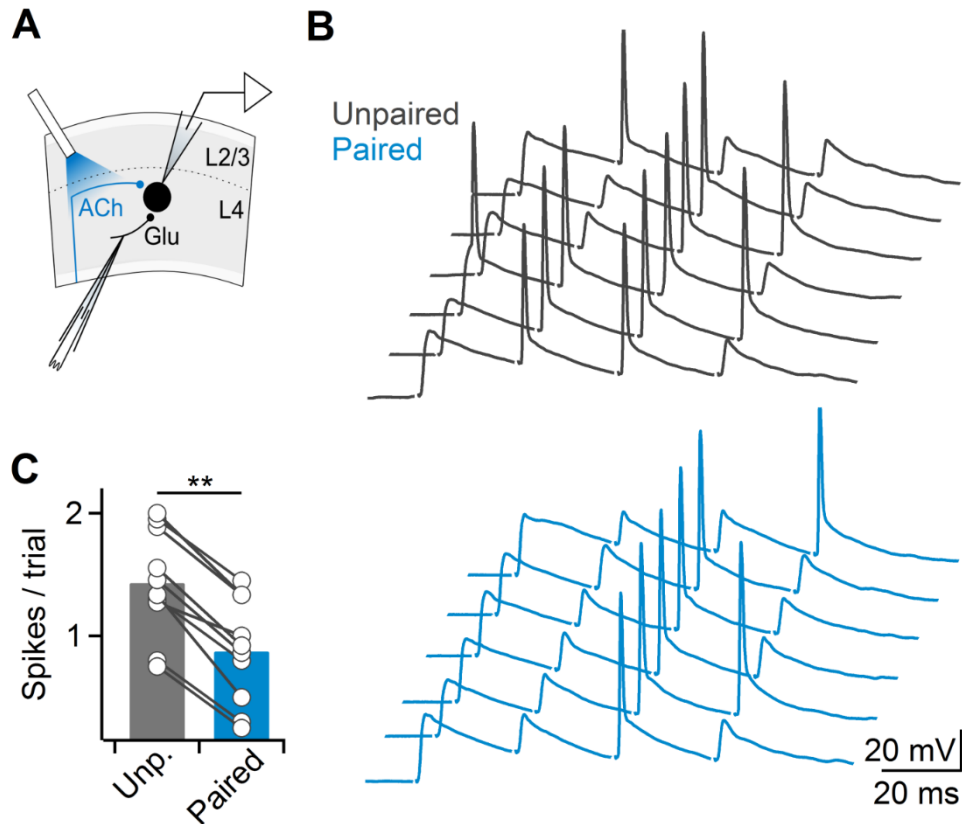 A
L2/3
L4
ACh
Glu
B
Unpaired
Paired
20 mV
20 ms
C
**
Spikes / trial
2
1
Unp.
Paired